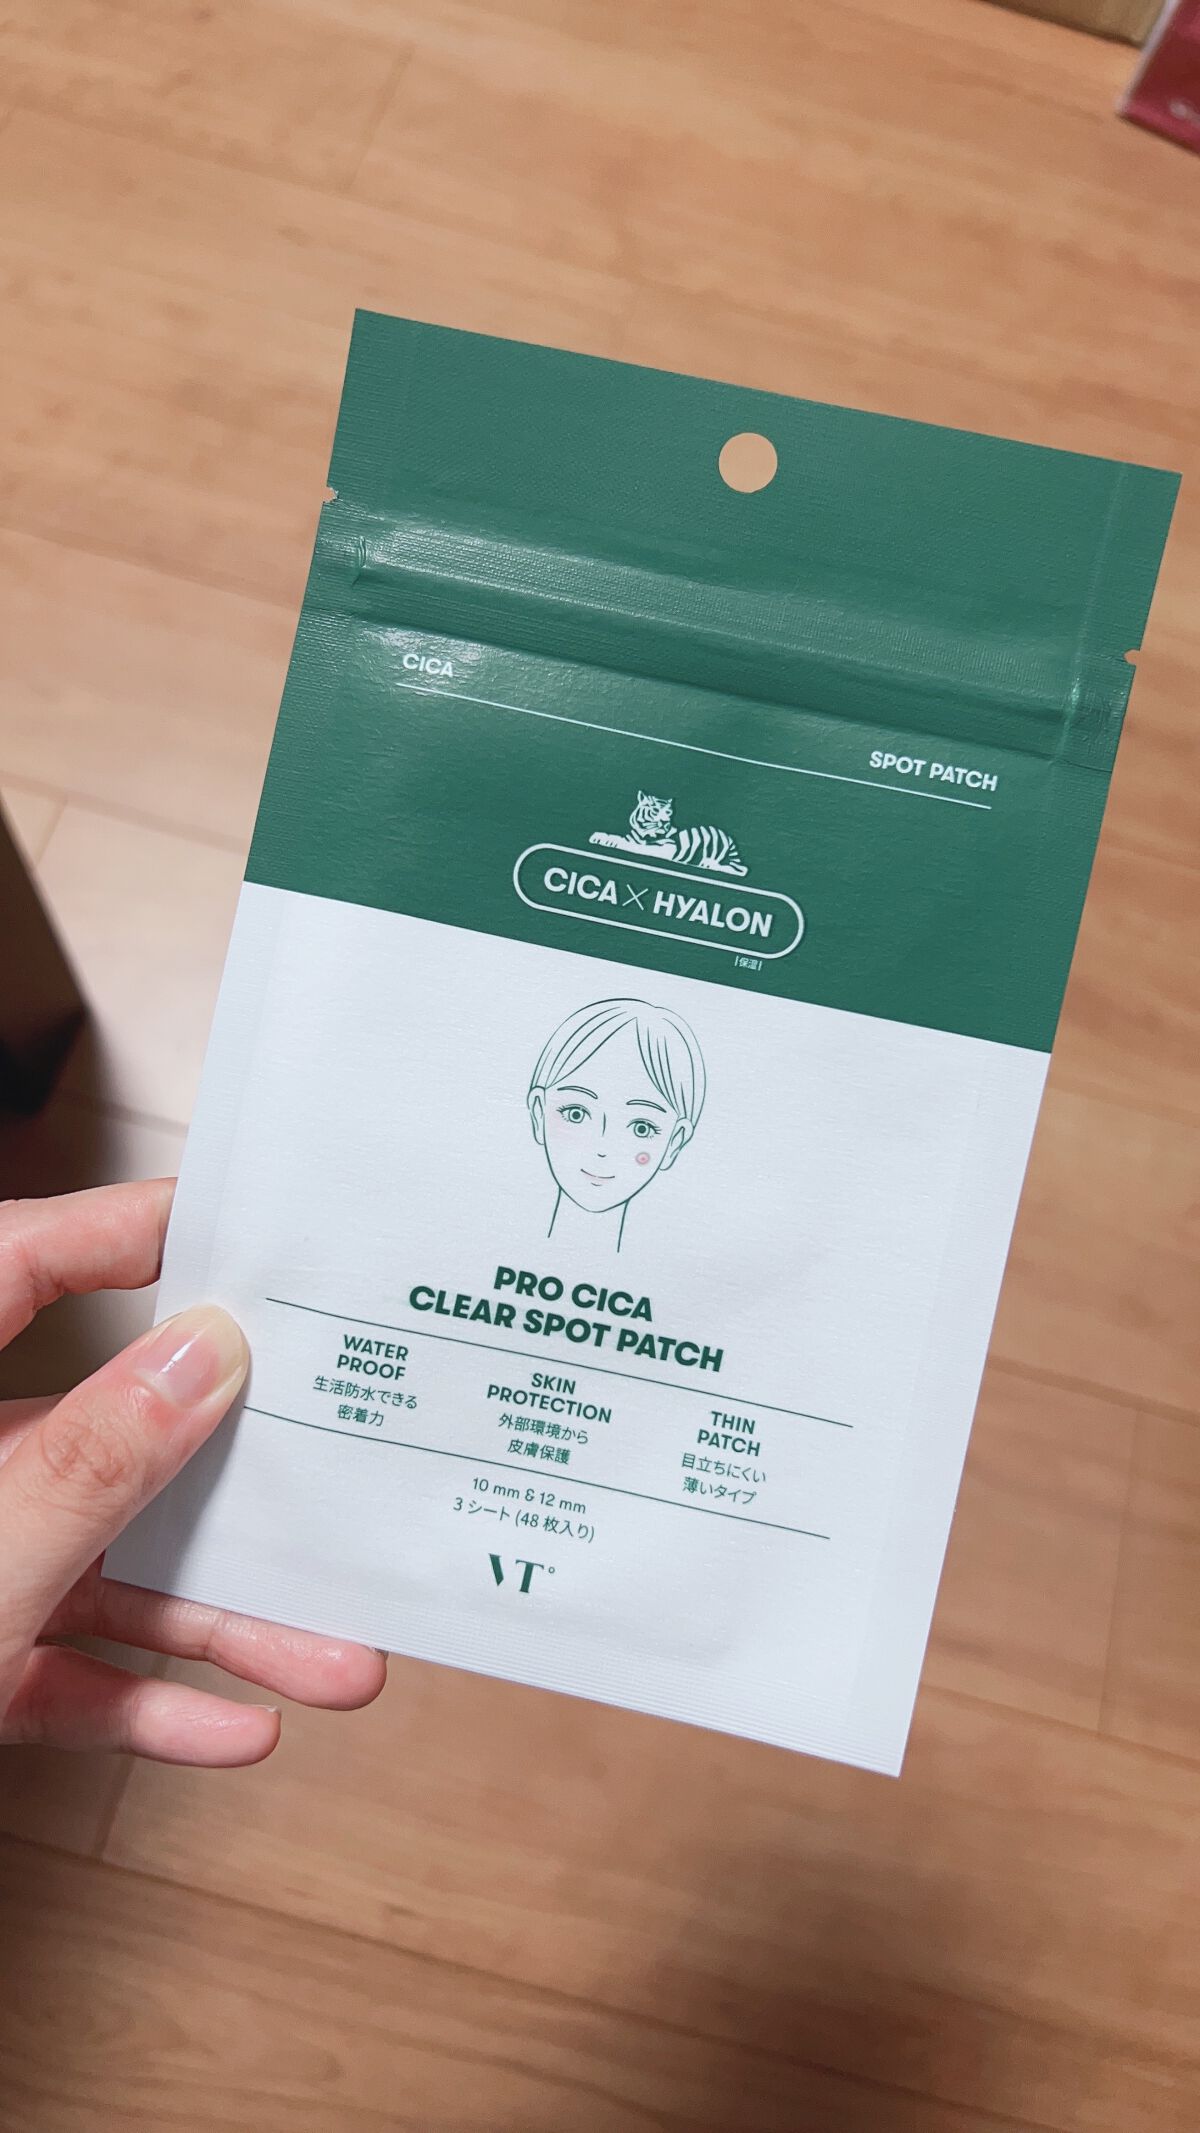 CICA
SPOT PATCH
CICA × HYALON
[保湿]
PRO CICA
CLEAR SPOT PATCH
WATER
PROOF
生活防水できる
密着力
SKIN
PROTECTION
外部環境から
皮膚保護
THIN
PATCH
目立ちにくい
薄いタイプ
10 mm & 12 mm
3 シート (48 枚入り)
VT°